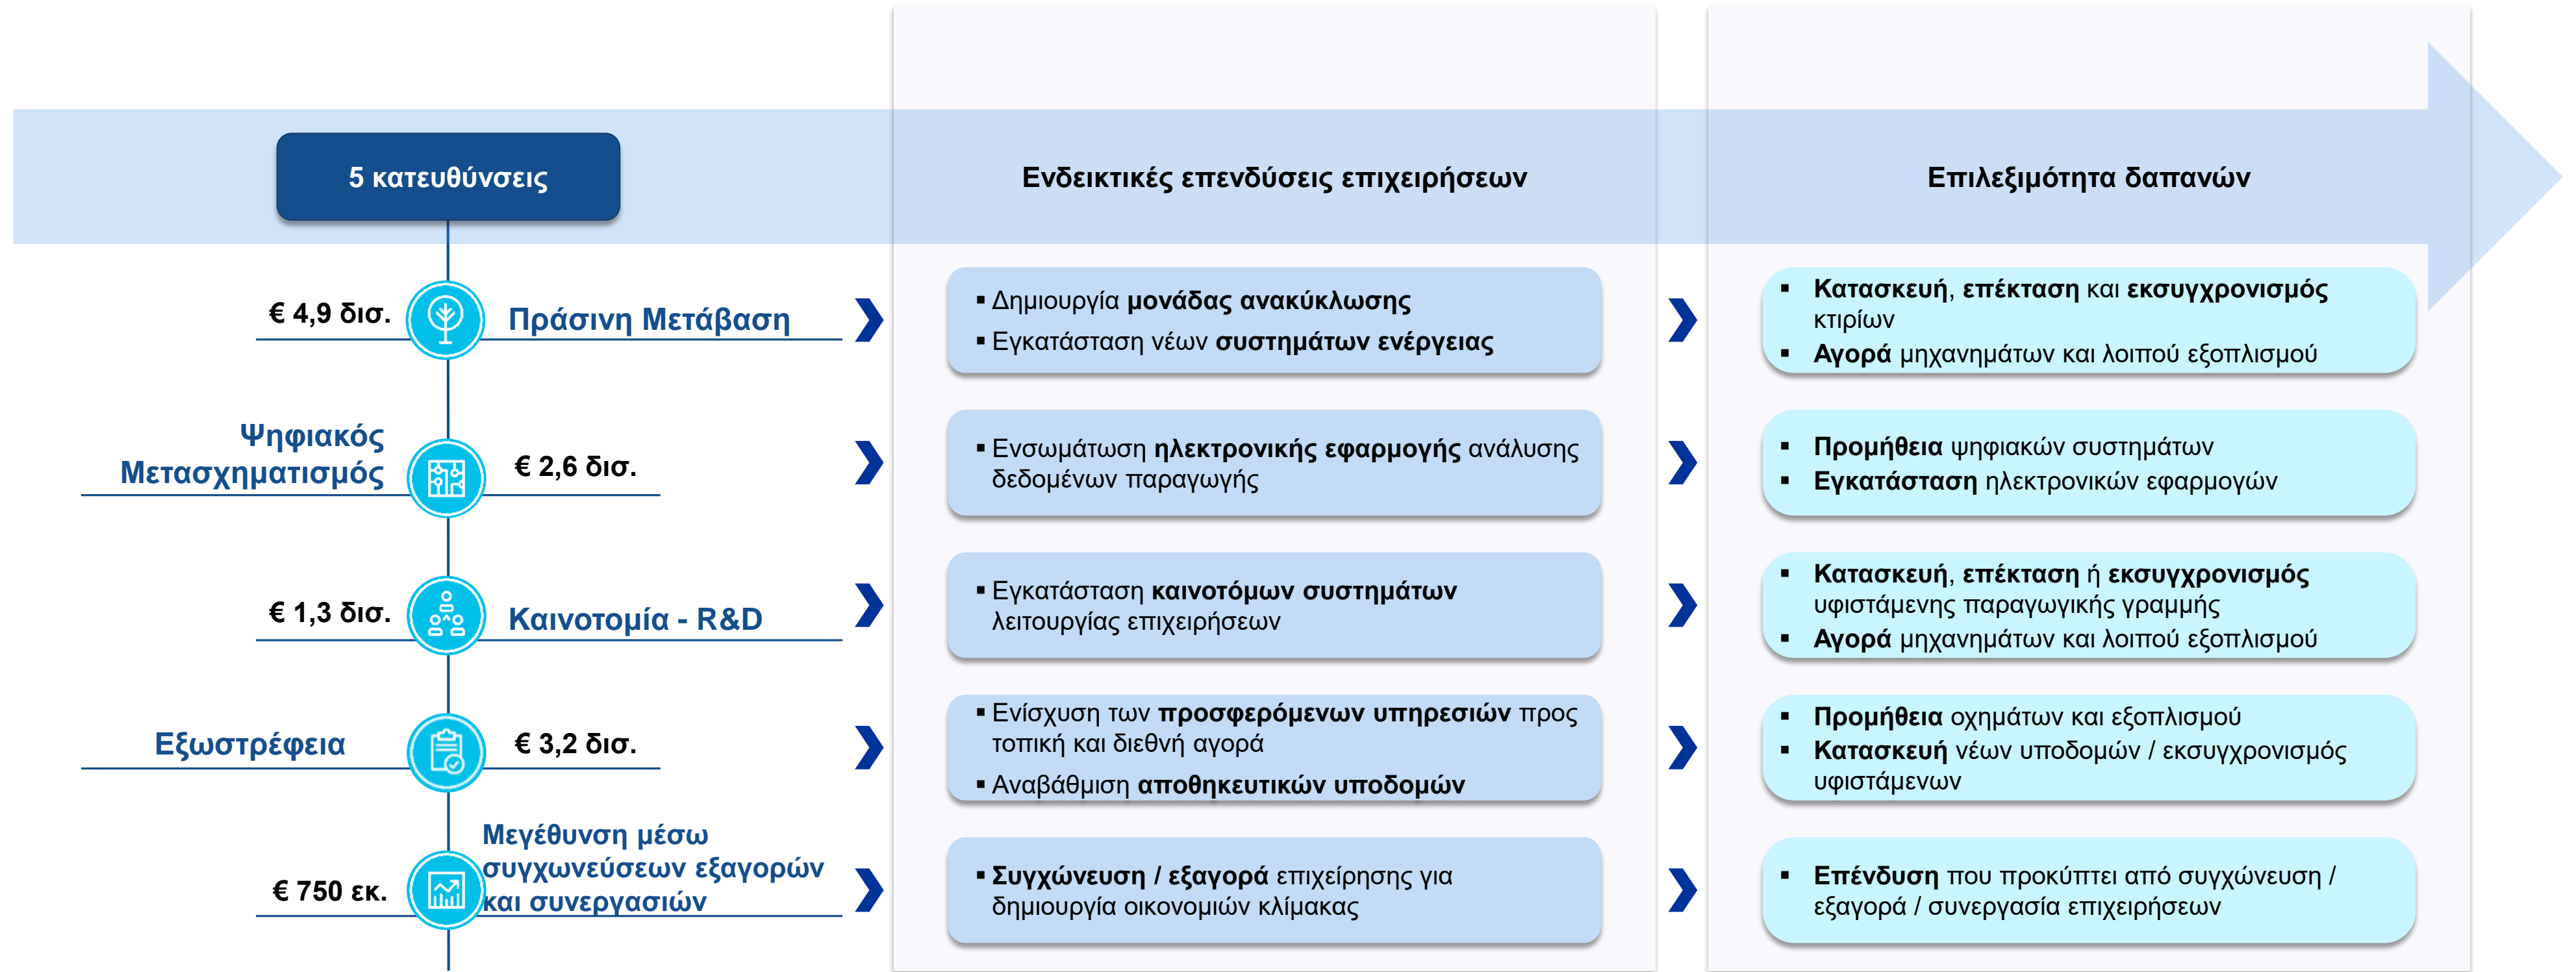 5 κατευθύνσεις
Ενδεικτικές επενδύσεις επιχειρήσεων
Επιλεξιμότητα δαπανών
€ 4,9 δισ.
Πράσινη Μετάβαση
▪ Δημιουργία μονάδας ανακύκλωσης
▪ Εγκατάσταση νέων συστημάτων ενέργειας
▪ Κατασκευή, επέκταση και εκσυγχρονισμός
κτιρίων
▪ Αγορά μηχανημάτων και λοιπού εξοπλισμού
Ψηφιακός
Μετασχηματισμός
€ 2,6 δισ.
▪ Ενσωμάτωση ηλεκτρονικής εφαρμογής ανάλυσης
δεδομένων παραγωγής
▪ Προμήθεια ψηφιακών συστημάτων
▪ Εγκατάσταση ηλεκτρονικών εφαρμογών
€ 1,3 δισ.
Καινοτομία - R&D
▪ Εγκατάσταση καινοτόμων συστημάτων
λειτουργίας επιχειρήσεων
▪ Κατασκευή, επέκταση ή εκσυγχρονισμός
υφιστάμενης παραγωγικής γραμμής
▪ Αγορά μηχανημάτων και λοιπού εξοπλισμού
Εξωστρέφεια
€ 3,2 δισ.
▪ Ενίσχυση των προσφερόμενων υπηρεσιών προς
τοπική και διεθνή αγορά
▪ Αναβάθμιση αποθηκευτικών υποδομών
▪ Προμήθεια οχημάτων και εξοπλισμού
▪ Κατασκευή νέων υποδομών / εκσυγχρονισμός
υφιστάμενων
€ 750 εκ.
Μεγέθυνση μέσω
συγχωνεύσεων εξαγορών
και συνεργασιών
▪ Συγχώνευση / εξαγορά επιχείρησης για
δημιουργία οικονομιών κλίμακας
▪ Επένδυση που προκύπτει από συγχώνευση /
εξαγορά / συνεργασία επιχειρήσεων